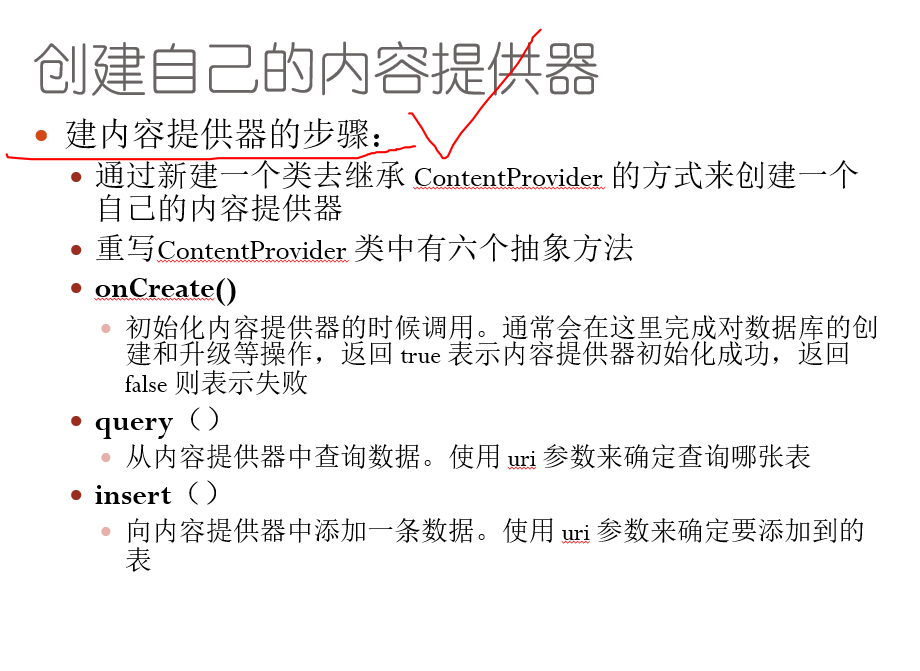 创建自己的内容提供器
建内容提供器的步骤：
通过新建一个类去继承 ContentProvider 的方式来创建一个
自己的内容提供器
重写ContentProvider 类中有六个抽象方法
onCreate()
初始化内容提供器的时候调用。通常会在这里完成对数据库的创
建和升级等操作，返回 true 表示内容提供器初始化成功，返回
false 则表示失败
query（）
从内容提供器中查询数据。使用 uri 参数来确定查询哪张表
insert（）
向内容提供器中添加一条数据。使用 uri 参数来确定要添加到的
表